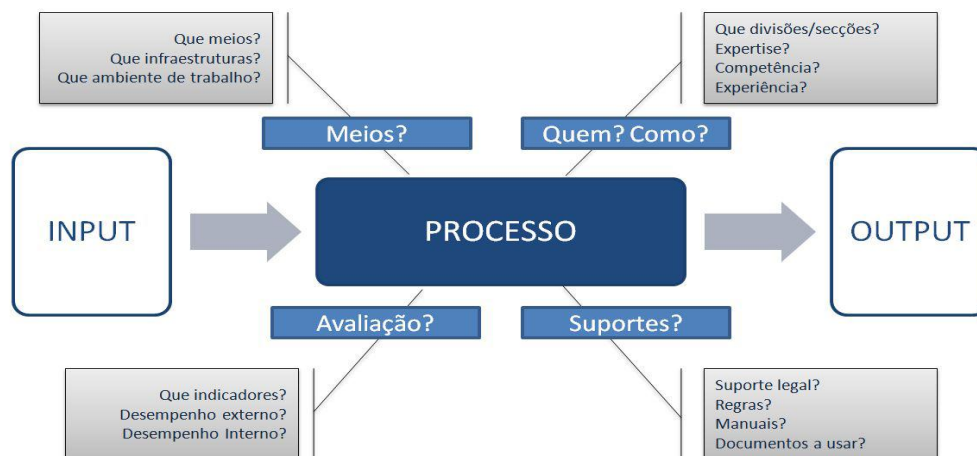 Que meios?
Que infraestruturas?
Que ambiente de trabalho?
Que divisões/secções?
Expertise?
Competência?
Experiência?
Meios?
Quem? Como?
INPUT
PROCESSO
OUTPUT
Avaliação?
Suportes?
Que indicadores?
Desempenho externo?
Desempenho Interno?
Suporte legal?
Regras?
Manuais?
Documentos a usar?